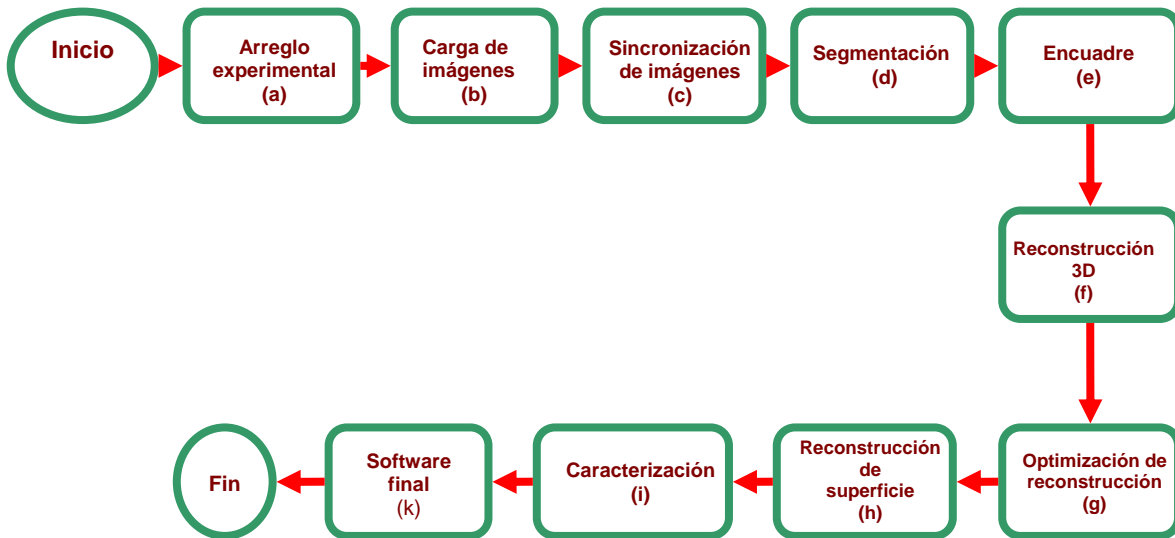 Inicio
Arreglo
experimental
(a)
Carga de
imágenes
(b)
Sincronización
de imágenes
(c)
Segmentación
(d)
Encuadre
(e)
Reconstrucción
3D
(f)
Optimización de
reconstrucción
(g)
Reconstrucción
de
superficie
(h)
Caracterización
(i)
Software
final
(k)
Fin